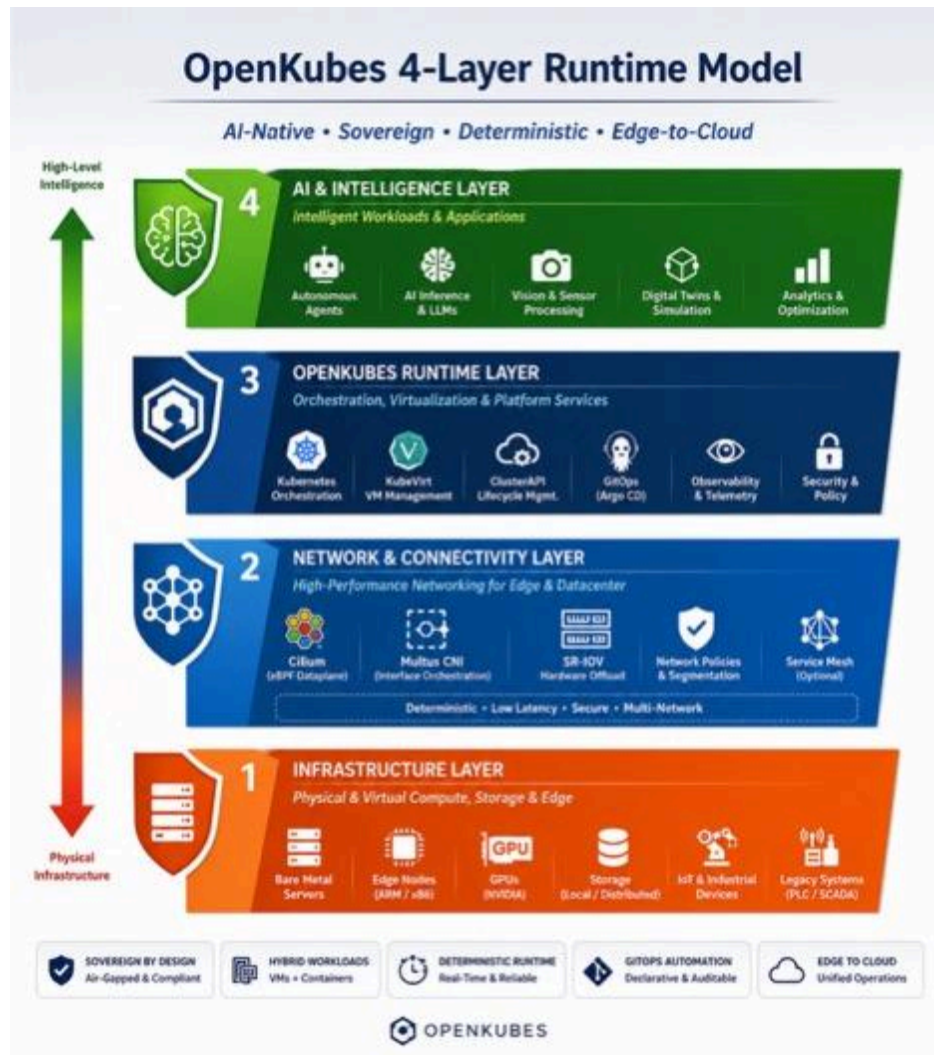 OpenKubes 4-Layer Runtime Model
AI-Native • Sovereign • Deterministic • Edge-to-Cloud
High-Level
Intelligence
4
AI & INTELLIGENCE LAYER
Intelligent Workloads & Applications
Autonomous
Agents
AI Inference
& LLMs
Vision & Sensor
Processing
Digital Twins &
Simulation
Analytics &
Optimization
3
OPENKUBES RUNTIME LAYER
Orchestration, Virtualization & Platform Services
Kubernetes
Orchestration
KubeVirt
VM Management
ClusterAPI
Lifecycle Mgmt.
GitOps
(Argo CD)
Observability
& Telemetry
Security &
Policy
2
NETWORK & CONNECTIVITY LAYER
High-Performance Networking for Edge & Datacenter
Cilium
(eBPF Dataplane)
Multus CNI
(Interface Orchestration)
SR-IOV
Hardware Offload
Network Policies
& Segmentation
Service Mesh
(Optional)
Deterministic • Low Latency • Secure • Multi-Network
1
INFRASTRUCTURE LAYER
Physical & Virtual Compute, Storage & Edge
Bare Metal
Servers
Edge Nodes
(ARM / x86)
GPU
GPUs
(NVIDIA)
Storage
(Local / Distributed)
IoT & Industrial
Devices
Legacy Systems
(PLC / SCADA)
Physical
Infrastructure
SOVEREIGN BY DESIGN
Air-Gapped & Compliant
HYBRID WORKLOADS
VMs + Containers
DETERMINISTIC RUNTIME
Real-Time & Reliable
GITOPS AUTOMATION
Declarative & Auditable
EDGE TO CLOUD
Unified Operations
OPENKUBES